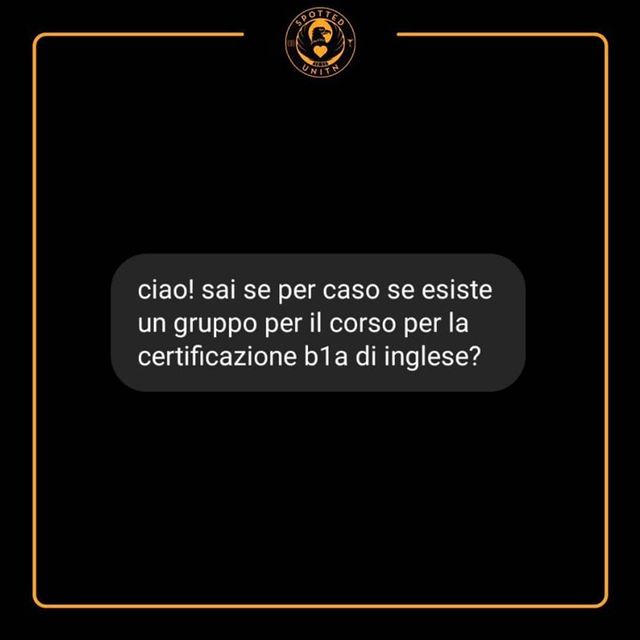 SPOTTED
UNITN
ciao! sai se per caso se esiste
un gruppo per il corso per la
certificazione b1a di inglese?